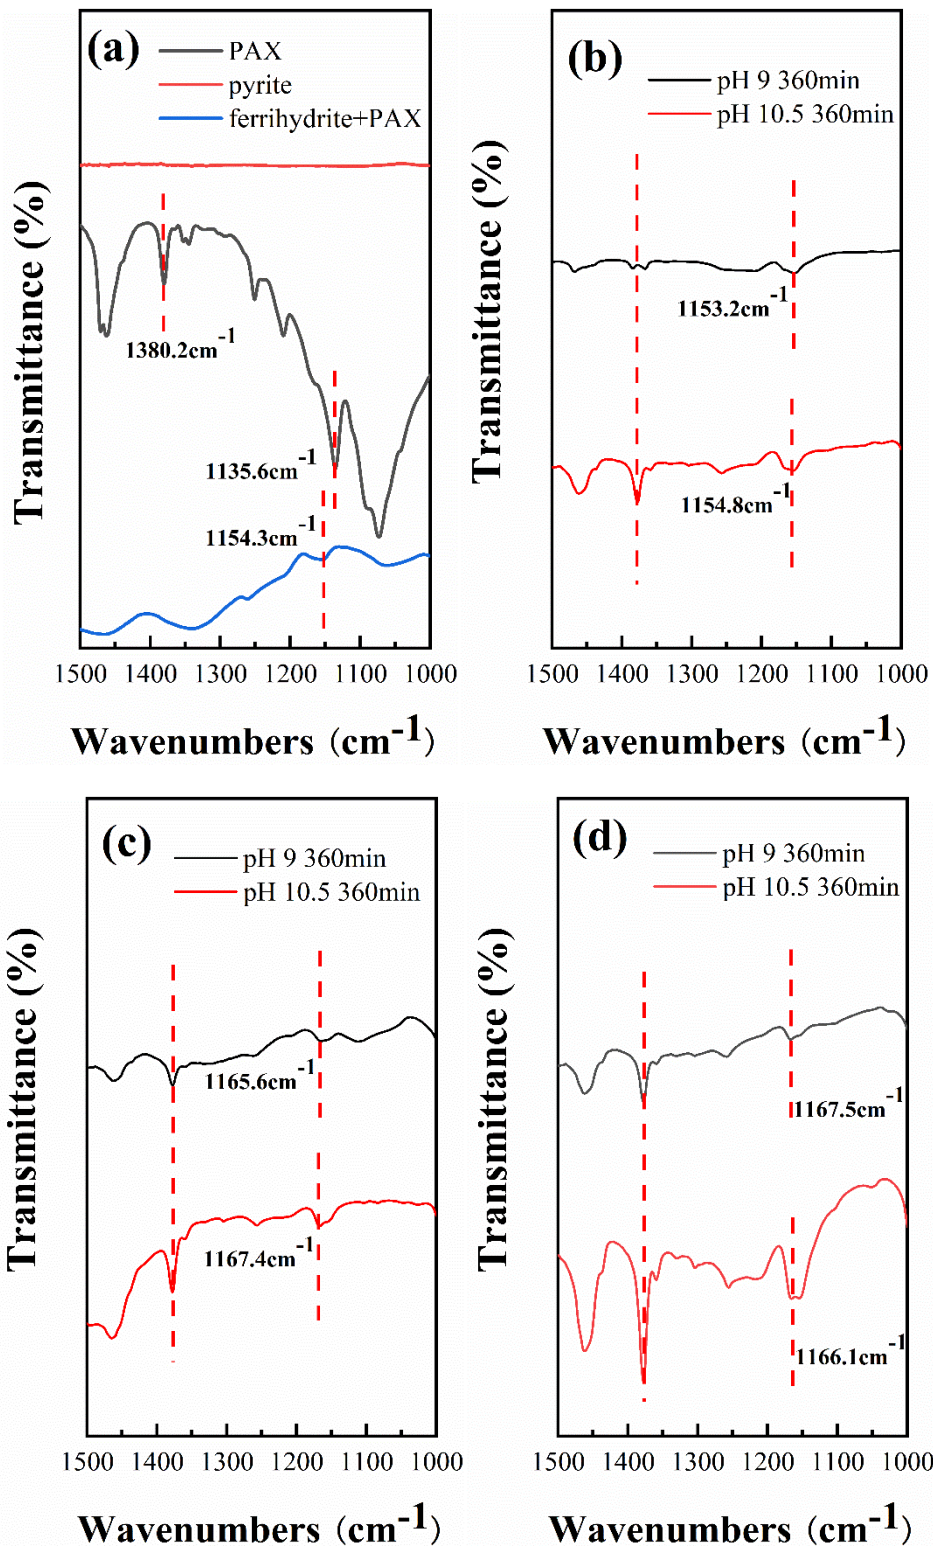 (a)
PAX
pyrite
ferrihydrite+PAX
Transmittance (%)
1380.2cm-1
1135.6cm-1
1154.3cm-1
1500 1400 1300 1200 1100 1000
Wavenumbers (cm-1)
(b)
pH 9 360min
pH 10.5 360min
Transmittance (%)
1153.2cm-1
1154.8cm-1
1500 1400 1300 1200 1100 1000
Wavenumbers (cm-1)
(c)
pH 9 360min
pH 10.5 360min
Transmittance (%)
1165.6cm-1
1167.4cm-1
1500 1400 1300 1200 1100 1000
Wavenumbers (cm-1)
(d)
pH 9 360min
pH 10.5 360min
Transmittance (%)
1167.5cm-1
1166.1cm-1
1500 1400 1300 1200 1100 1000
Wavenumbers (cm-1)